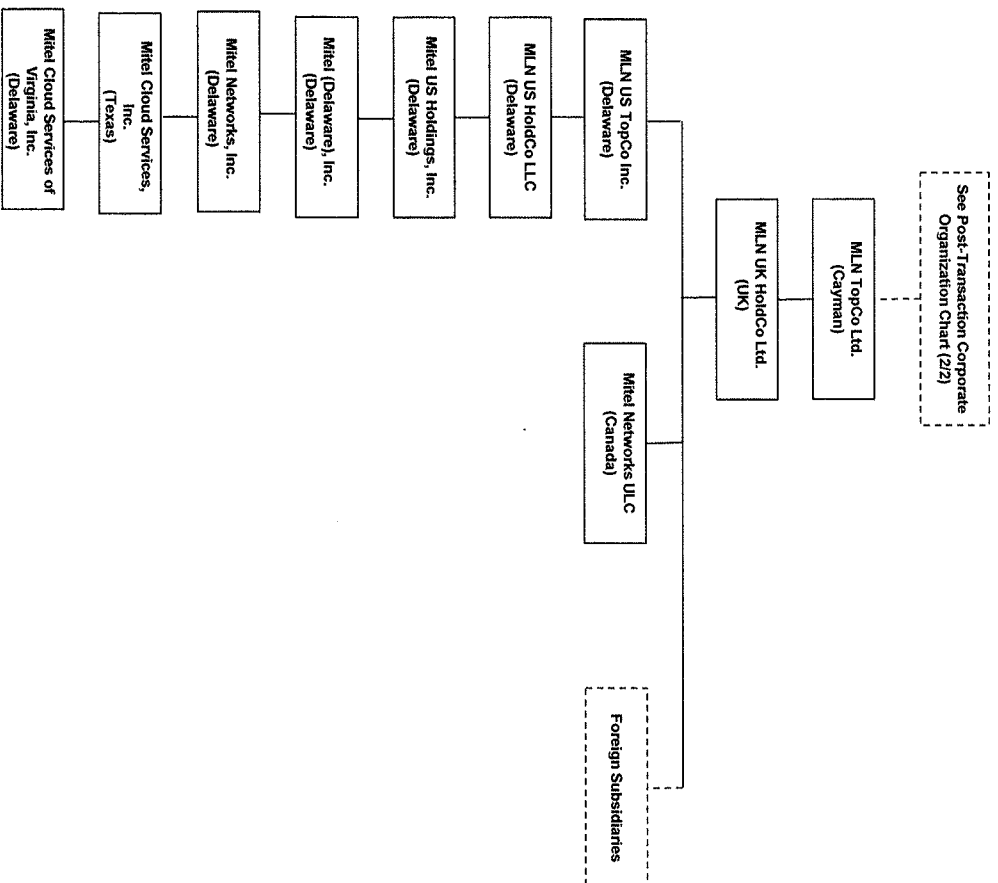 See Post-Transaction Corporate
Organization Chart (2/2)
MLN TopCo Ltd.
(Cayman)
MLN UK HoldCo Ltd.
(UK)
MLN US TopCo Inc.
(Delaware)
Mitel Networks ULC
(Canada)
Foreign Subsidiaries
MLN US HoldCo LLC
(Delaware)
Mitel US Holdings, Inc.
(Delaware)
Mitel (Delaware), Inc.
(Delaware)
Mitel Networks, Inc.
(Delaware)
Mitel Cloud Services,
Inc.
(Texas)
Mitel Cloud Services of
Virginia, Inc.
(Delaware)